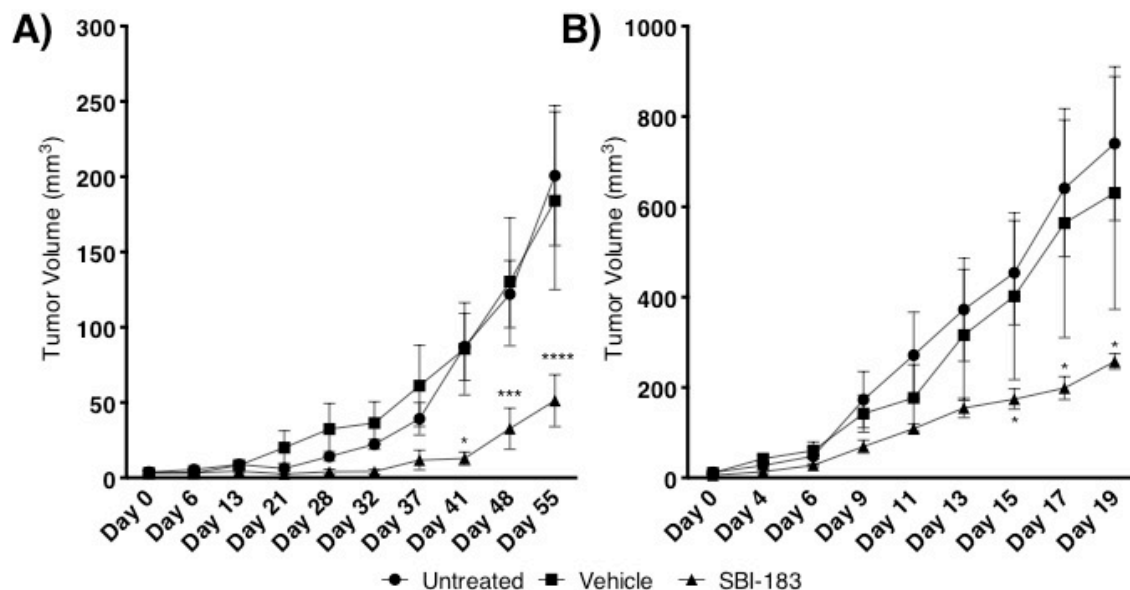 A)
300
250
200
150
100
50
0
Tumor Volume (mm³)
Day 0
Day 6
Day 13
Day 21
Day 28
Day 32
Day 37
Day 41
Day 48
Day 55
*
***
****
B)
1000
800
600
400
200
0
Tumor Volume (mm³)
Day 0
Day 4
Day 6
Day 9
Day 11
Day 13
Day 15
Day 17
Day 19
*
*
*
Untreated Vehicle SBI-183